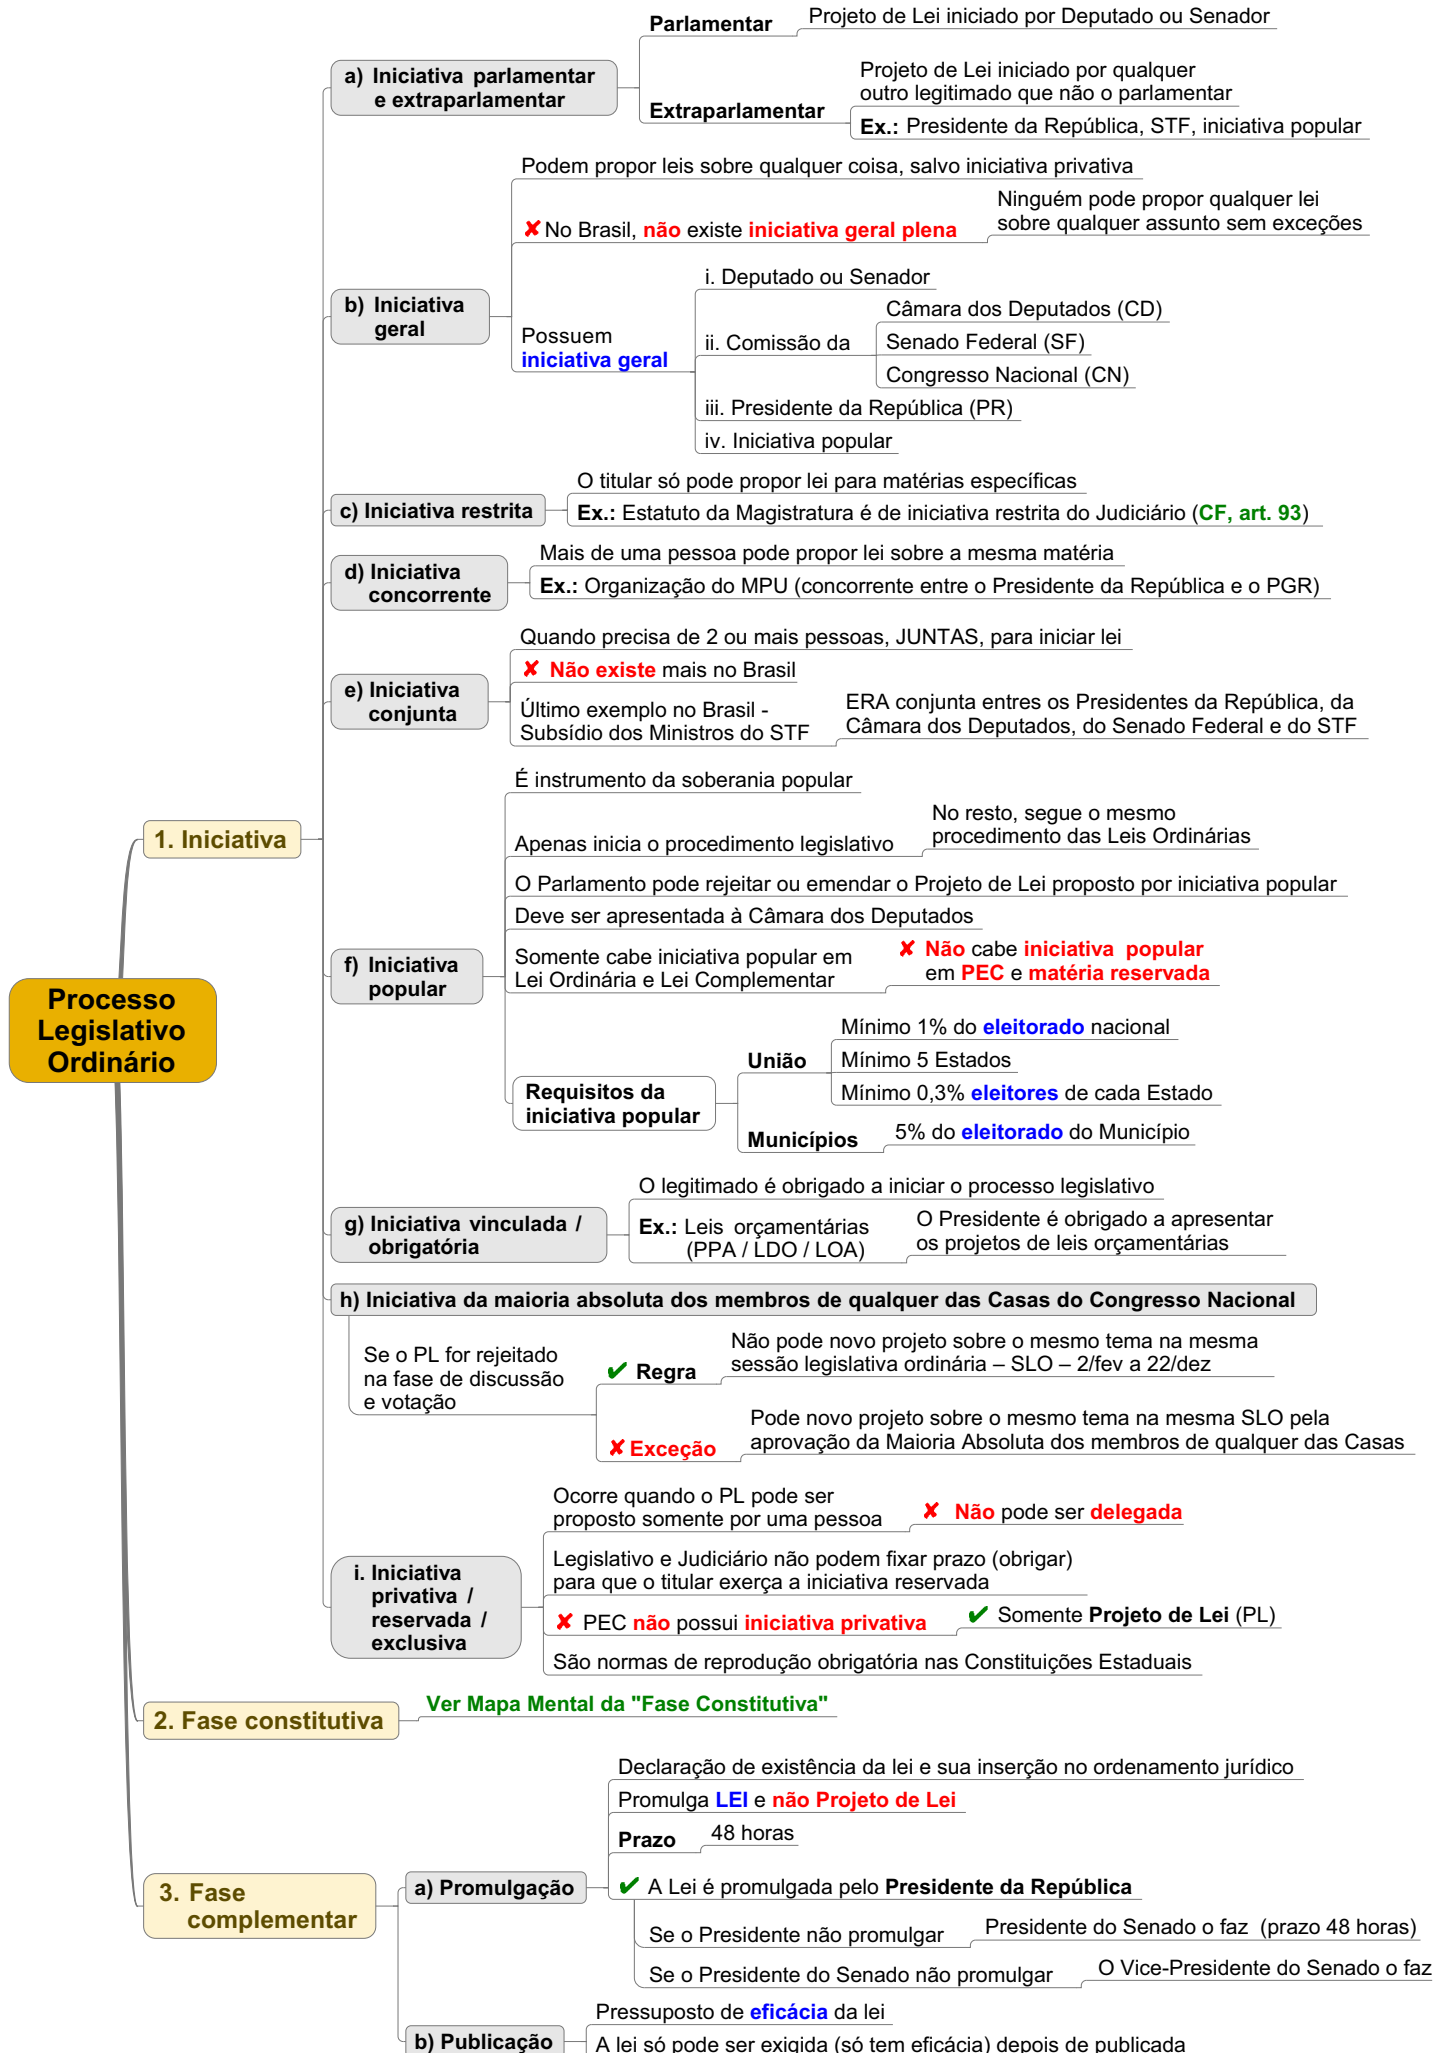 Processo
Legislativo
Ordinário
1. Iniciativa
a) Iniciativa parlamentar
e extraparlamentar
Parlamentar
Projeto de Lei iniciado por Deputado ou Senador
Extraparlamentar
Projeto de Lei iniciado por qualquer
outro legitimado que não o parlamentar
Ex.: Presidente da República, STF, iniciativa popular
b) Iniciativa
geral
Podem propor leis sobre qualquer coisa, salvo iniciativa privativa
✘ No Brasil, não existe iniciativa geral plena
Ninguém pode propor qualquer lei
sobre qualquer assunto sem exceções
Possuem
iniciativa geral
i. Deputado ou Senador
ii. Comissão da
Câmara dos Deputados (CD)
Senado Federal (SF)
Congresso Nacional (CN)
iii. Presidente da República (PR)
iv. Iniciativa popular
c) Iniciativa restrita
O titular só pode propor lei para matérias específicas
Ex.: Estatuto da Magistratura é de iniciativa restrita do Judiciário (CF, art. 93)
d) Iniciativa
concorrente
Mais de uma pessoa pode propor lei sobre a mesma matéria
Ex.: Organização do MPU (concorrente entre o Presidente da República e o PGR)
e) Iniciativa
conjunta
Quando precisa de 2 ou mais pessoas, JUNTAS, para iniciar lei
✘ Não existe mais no Brasil
Último exemplo no Brasil -
Subsídio dos Ministros do STF
ERA conjunta entres os Presidentes da República, da
Câmara dos Deputados, do Senado Federal e do STF
f) Iniciativa
popular
É instrumento da soberania popular
Apenas inicia o procedimento legislativo
No resto, segue o mesmo
procedimento das Leis Ordinárias
O Parlamento pode rejeitar ou emendar o Projeto de Lei proposto por iniciativa popular
Deve ser apresentada à Câmara dos Deputados
Somente cabe iniciativa popular em
Lei Ordinária e Lei Complementar
✘ Não cabe iniciativa popular
em PEC e matéria reservada
Requisitos da
iniciativa popular
União
Mínimo 1% do eleitorado nacional
Mínimo 5 Estados
Mínimo 0,3% eleitores de cada Estado
Municípios
5% do eleitorado do Município
g) Iniciativa vinculada /
obrigatória
O legitimado é obrigado a iniciar o processo legislativo
Ex.: Leis orçamentárias
(PPA / LDO / LOA)
O Presidente é obrigado a apresentar
os projetos de leis orçamentárias
h) Iniciativa da maioria absoluta dos membros de qualquer das Casas do Congresso Nacional
Se o PL for rejeitado
na fase de discussão
e votação
✔ Regra
Não pode novo projeto sobre o mesmo tema na mesma
sessão legislativa ordinária – SLO – 2/fev a 22/dez
✘ Exceção
Pode novo projeto sobre o mesmo tema na mesma SLO pela
aprovação da Maioria Absoluta dos membros de qualquer das Casas
i. Iniciativa
privativa /
reservada /
exclusiva
Ocorre quando o PL pode ser
proposto somente por uma pessoa
✘ Não pode ser delegada
Legislativo e Judiciário não podem fixar prazo (obrigar)
para que o titular exerça a iniciativa reservada
✘ PEC não possui iniciativa privativa
✔ Somente Projeto de Lei (PL)
São normas de reprodução obrigatória nas Constituições Estaduais
2. Fase constitutiva
Ver Mapa Mental da "Fase Constitutiva"
3. Fase
complementar
a) Promulgação
Declaração de existência da lei e sua inserção no ordenamento jurídico
Promulga LEI e não Projeto de Lei
Prazo
48 horas
✔ A Lei é promulgada pelo Presidente da República
Se o Presidente não promulgar
Presidente do Senado o faz (prazo 48 horas)
Se o Presidente do Senado não promulgar
O Vice-Presidente do Senado o faz
b) Publicação
Pressuposto de eficácia da lei
A lei só pode ser exigida (só tem eficácia) depois de publicada